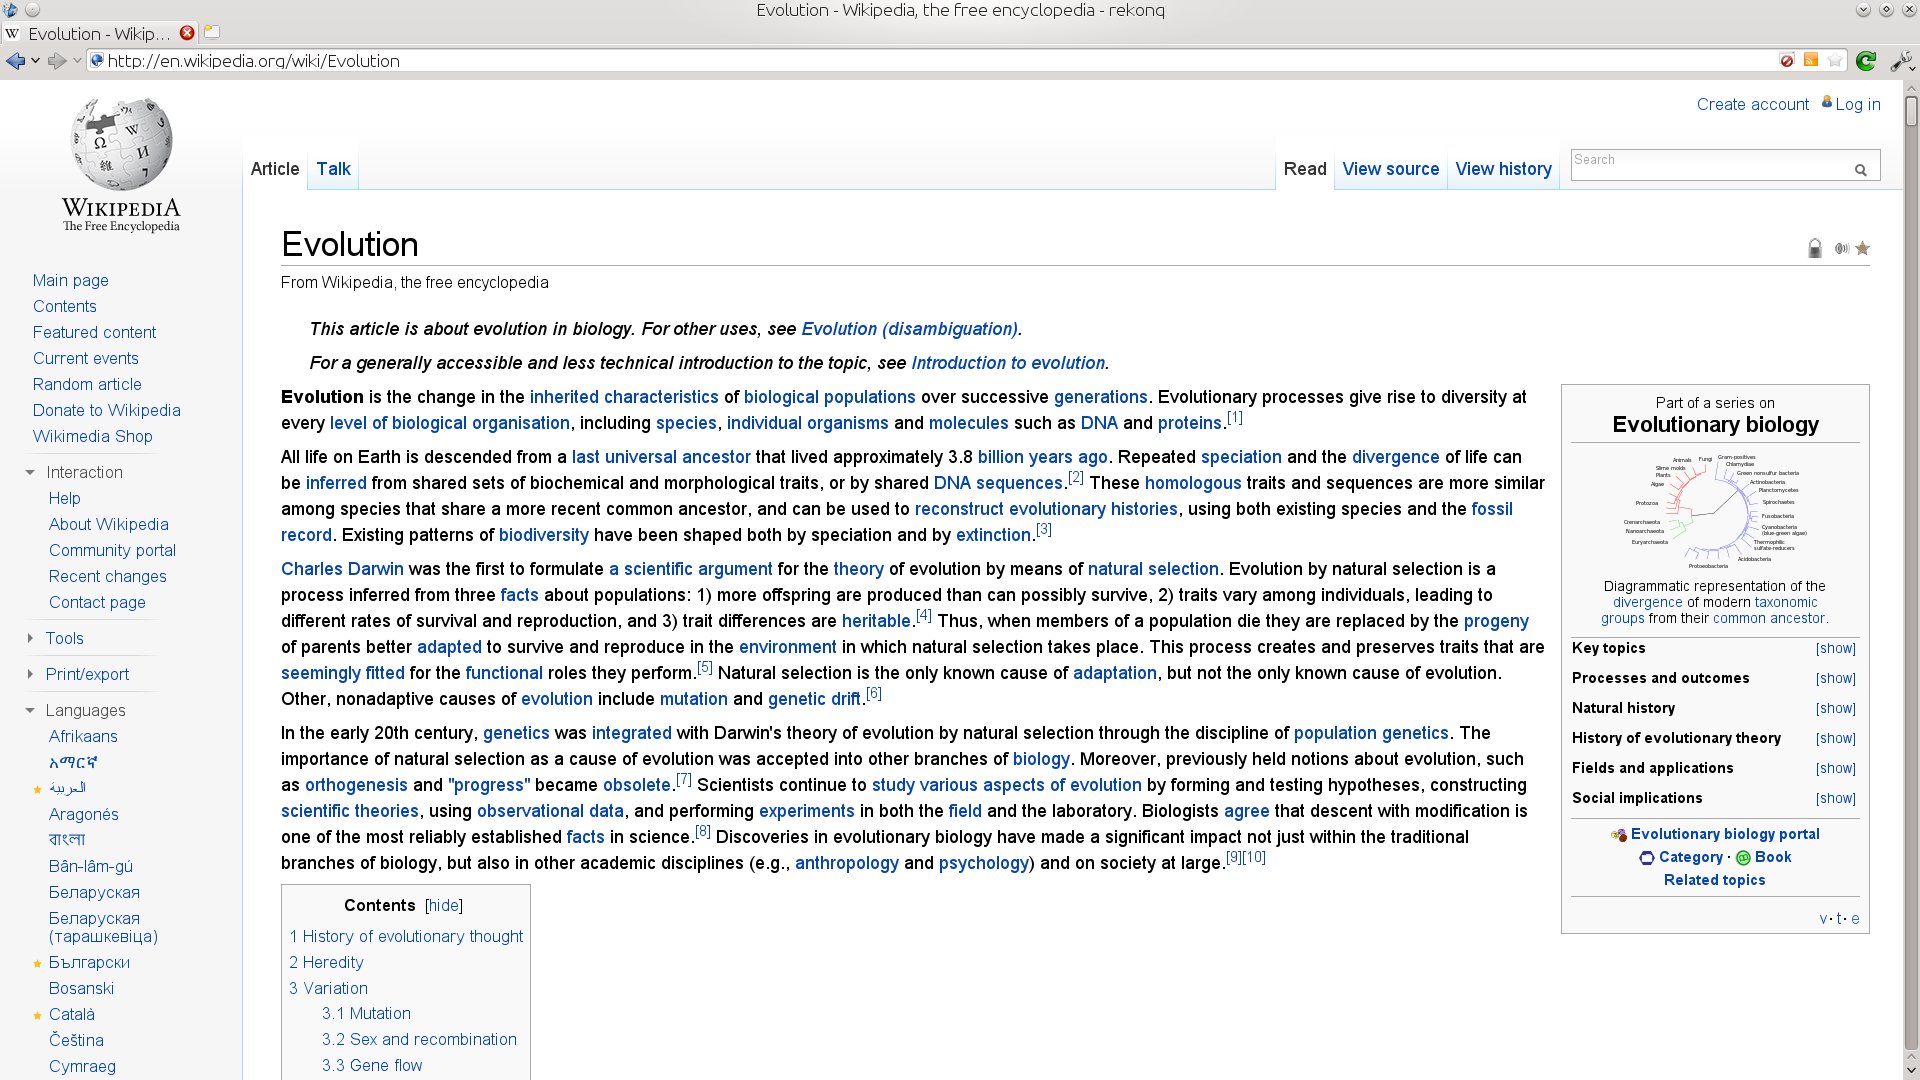 Evolution - Wikipedia, the free encyclopedia - rekonq
W Evolution - Wikip...
http://en.wikipedia.org/wiki/Evolution
Create account Log in
WIKIPEDIA
The Free Encyclopedia
Article Talk Read View source View history Search
Main page
Contents
Featured content
Current events
Random article
Donate to Wikipedia
Wikimedia Shop
Interaction
Help
About Wikipedia
Community portal
Recent changes
Contact page
Tools
Print/export
Languages
Afrikaans
አማርኛ
العربية
Aragonés
বাংলা
Bân-lâm-gú
Беларуская
Беларуская
(тарашкевіца)
Български
Bosanski
Català
Čeština
Cymraeg
Evolution
From Wikipedia, the free encyclopedia
This article is about evolution in biology. For other uses, see Evolution (disambiguation).
For a generally accessible and less technical introduction to the topic, see Introduction to evolution.
Evolution is the change in the inherited characteristics of biological populations over successive generations. Evolutionary processes give rise to diversity at
every level of biological organisation, including species, individual organisms and molecules such as DNA and proteins.[1]
All life on Earth is descended from a last universal ancestor that lived approximately 3.8 billion years ago. Repeated speciation and the divergence of life can
be inferred from shared sets of biochemical and morphological traits, or by shared DNA sequences.[2] These homologous traits and sequences are more similar
among species that share a more recent common ancestor, and can be used to reconstruct evolutionary histories, using both existing species and the fossil
record. Existing patterns of biodiversity have been shaped both by speciation and by extinction.[3]
Charles Darwin was the first to formulate a scientific argument for the theory of evolution by means of natural selection. Evolution by natural selection is a
process inferred from three facts about populations: 1) more offspring are produced than can possibly survive, 2) traits vary among individuals, leading to
different rates of survival and reproduction, and 3) trait differences are heritable.[4] Thus, when members of a population die they are replaced by the progeny
of parents better adapted to survive and reproduce in the environment in which natural selection takes place. This process creates and preserves traits that are
seemingly fitted for the functional roles they perform.[5] Natural selection is the only known cause of adaptation, but not the only known cause of evolution.
Other, nonadaptive causes of evolution include mutation and genetic drift.[6]
In the early 20th century, genetics was integrated with Darwin's theory of evolution by natural selection through the discipline of population genetics. The
importance of natural selection as a cause of evolution was accepted into other branches of biology. Moreover, previously held notions about evolution, such
as orthogenesis and "progress" became obsolete.[7] Scientists continue to study various aspects of evolution by forming and testing hypotheses, constructing
scientific theories, using observational data, and performing experiments in both the field and the laboratory. Biologists agree that descent with modification is
one of the most reliably established facts in science.[8] Discoveries in evolutionary biology have made a significant impact not just within the traditional
branches of biology, but also in other academic disciplines (e.g., anthropology and psychology) and on society at large.[9][10]
Contents [hide]
1 History of evolutionary thought
2 Heredity
3 Variation
3.1 Mutation
3.2 Sex and recombination
3.3 Gene flow
Part of a series on
Evolutionary biology
Animals
Fungi
Gram-positives
Chlamydiae
Slime molds
Plants
Algae
Protozoa
Crenarchaeota
Nanoarchaeota
Euryarchaeota
Green nonsulfur bacteria
Actinobacteria
Planctomycetes
Spirochaetes
Fusobacteria
Cyanobacteria
(blue-green algae)
Thermophilic
sulfate-reducers
Acidobacteria
Protoeobacteria
Diagrammatic representation of the
divergence of modern taxonomic
groups from their common ancestor.
Key topics [show]
Processes and outcomes [show]
Natural history [show]
History of evolutionary theory [show]
Fields and applications [show]
Social implications [show]
Evolutionary biology portal
Category · Book
Related topics
v · t · e